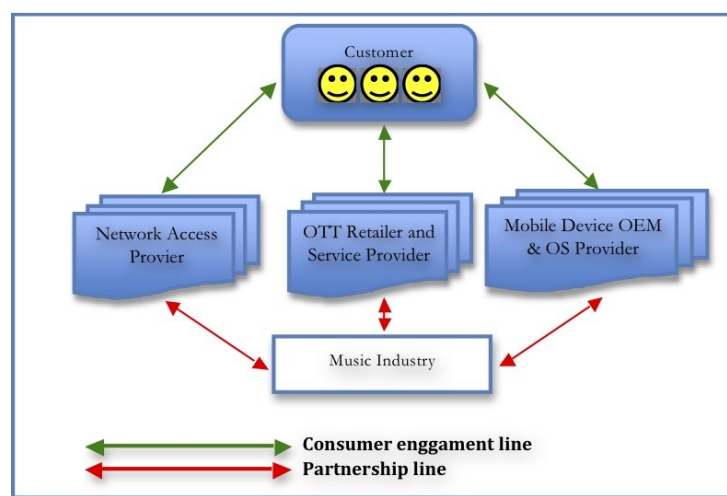 Customer
Network Access
Provier
OTT Retailer and
Service Provider
Mobile Device OEM
& OS Provider
Music Industry
Consumer enggament line
Partnership line